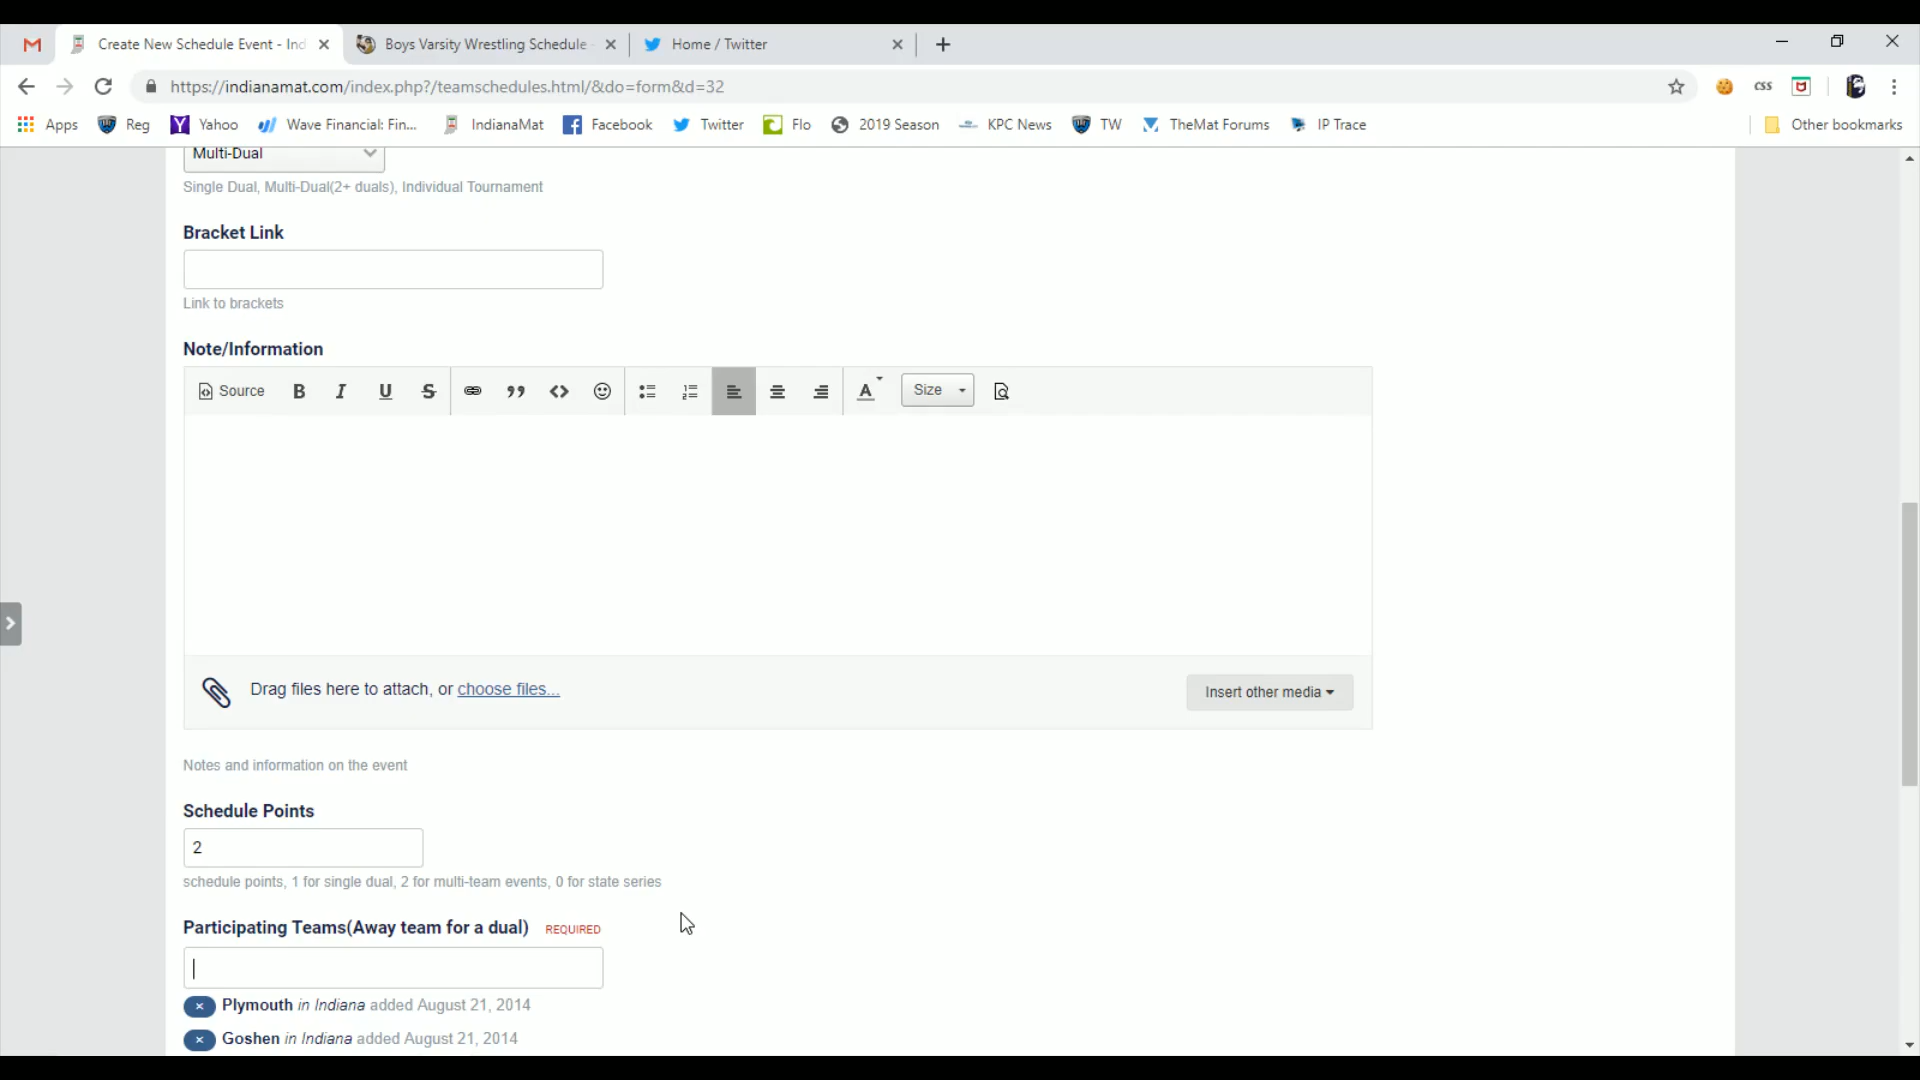 Create New Schedule Event - Ind
Boys Varsity Wrestling Schedule -
Home / Twitter
https://indianamat.com/index.php?/teamschedules.html/&do=form&d=32
css
Apps
Reg
Yahoo
Wave Financial: Fin...
IndianaMat
Facebook
Twitter
Flo
2019 Season
KPC News
TW
TheMat Forums
IP Trace
Other bookmarks
Multi-Dual
Single Dual, Multi-Dual(2+ duals), Individual Tournament
Bracket Link
Link to brackets
Note/Information
Source
Size
Drag files here to attach, or choose files...
Insert other media
Notes and information on the event
Schedule Points
2
schedule points, 1 for single dual, 2 for multi-team events, 0 for state series
Participating Teams(Away team for a dual) REQUIRED
Plymouth in Indiana added August 21, 2014
Goshen in Indiana added August 21, 2014